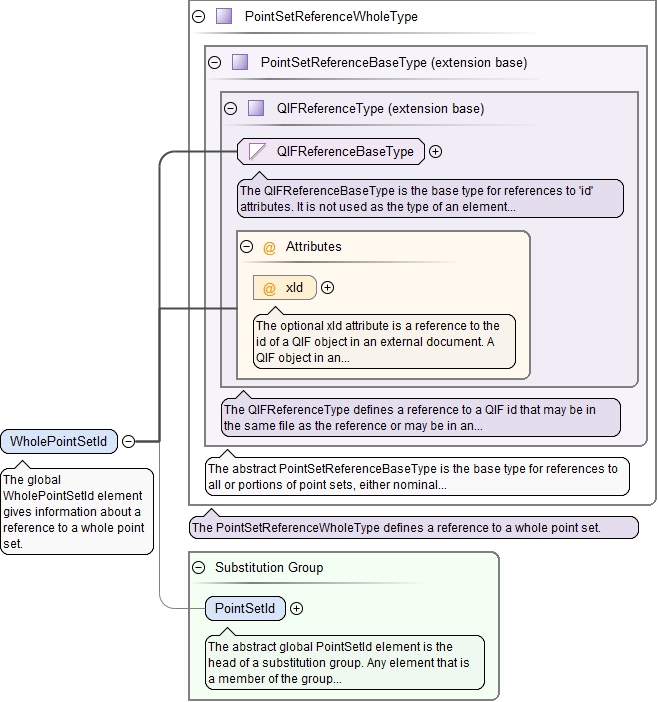 PointSetReferenceWholeType
PointSetReferenceBaseType (extension base)
QIFReferenceType (extension base)
QIFReferenceBaseType
The QIFReferenceBaseType is the base type for references to 'id'
attributes. It is not used as the type of an element...
@ Attributes
@ xId
The optional xId attribute is a reference to the
id of a QIF object in an external document. A
QIF object in an...
The QIFReferenceType defines a reference to a QIF id that may be in
the same file as the reference or may be in an...
WholePointSetId
The global
WholePointSetId element
gives information about a
reference to a whole point
set.
The abstract PointSetReferenceBaseType is the base type for references to
all or portions of point sets, either nominal...
The PointSetReferenceWholeType defines a reference to a whole point set.
Substitution Group
PointSetId
The abstract global PointSetId element is the
head of a substitution group. Any element that is
a member of the group...